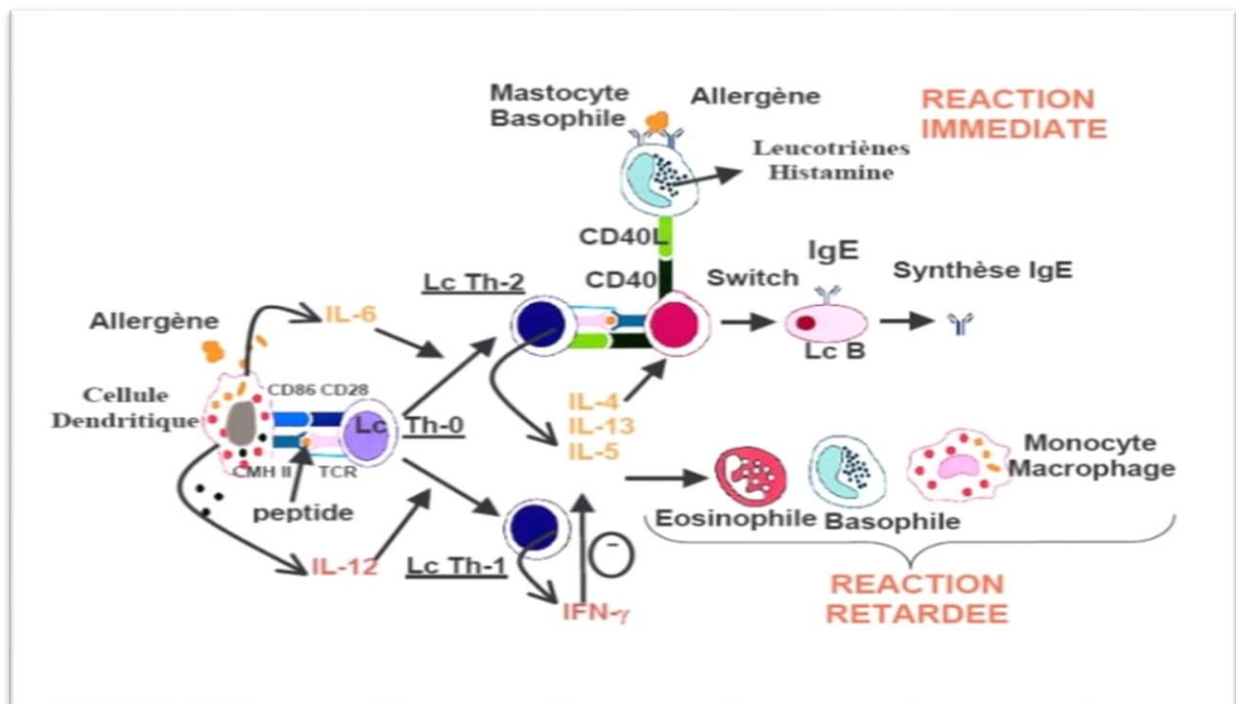 Mastocyte
Basophile
Allergène
REACTION
IMMEDIATE
Leucotriènes
Histamine
CD40L
CD40
IgE
Switch
Synthèse IgE
Lc Th-2
Lc B
Allergène
IL-6
Cellule
Dendritique
CD86 CD28
Lc Th-0
CMH II
TCR
peptide
IL-4
IL-13
IL-5
Monocyte
Macrophage
Eosinophile
Basophile
IL-12
Lc Th-1
-
IFN-γ
REACTION
RETARDEE